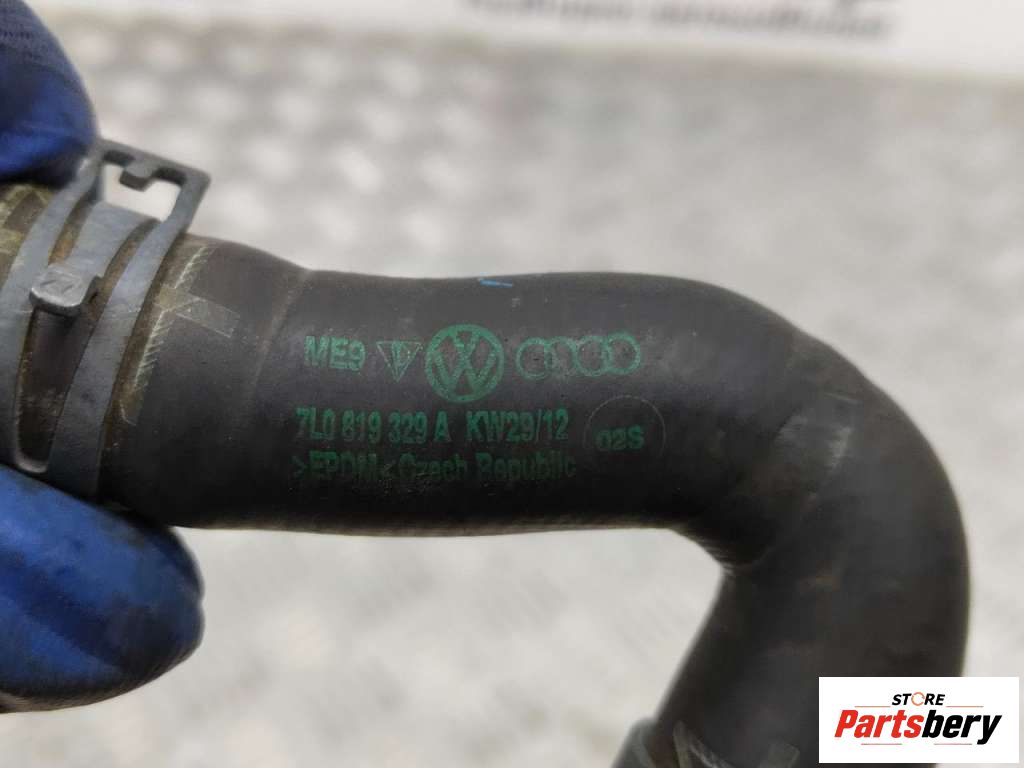 ME9
7L0 819 329 A KW29/12
02S
>EPDM< Czech Republic
STORE
Partsbery